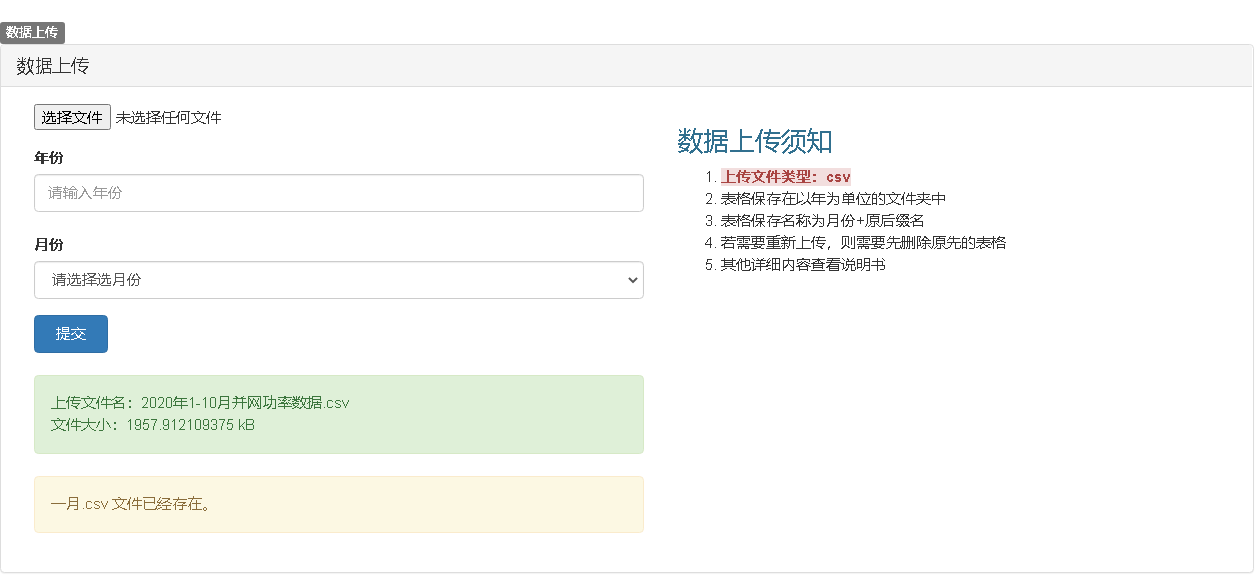 数据上传
数据上传
选择文件 未选择任何文件
年份
请输入年份
月份
请选择选月份
提交
上传文件名：2020年1-10月并网功率数据.csv
文件大小：1957.912109375 kB
一月.csv 文件已经存在。
数据上传须知
1. 上传文件类型：csv
2. 表格保存在以年为单位的文件夹中
3. 表格保存名称为月份+原后缀名
4. 若需要重新上传，则需要先删除原先的表格
5. 其他详细内容查看说明书